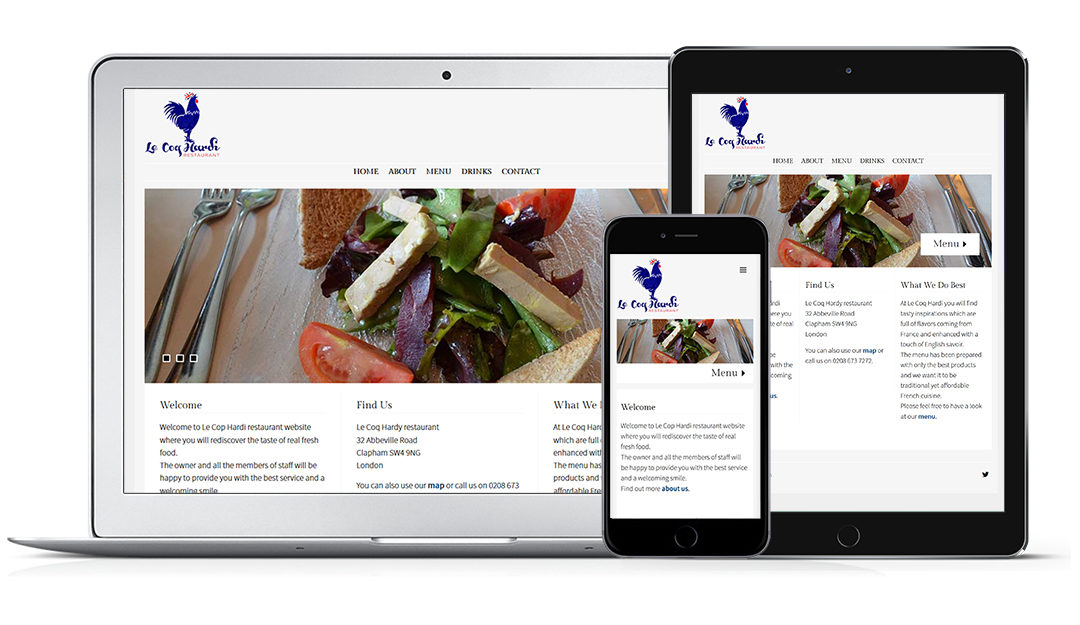 Le Coq Hardi
RESTAURANT
HOME ABOUT MENU DRINKS CONTACT
Welcome
Welcome to Le Cop Hardi restaurant website
where you will rediscover the taste of real fresh
food.
The owner and all the members of staff will be
happy to provide you with the best service and a
welcoming smile.
Find Us
Le Coq Hardy restaurant
32 Abbeville Road
Clapham SW4 9NG
London
You can also use our map or call us on 0208 673
What We
At Le Coq
which are full
enhanced with
The menu has
products and
affordable Fre
Le Coq Hardi
RESTAURANT
Menu
Welcome
Welcome to Le Cop Hardi restaurant website
where you will rediscover the taste of real
fresh food.
The owner and all the members of staff will
be happy to provide you with the best service
and a welcoming smile.
Find out more about us.
Le Coq Hardi
RESTAURANT
HOME ABOUT MENU DRINKS CONTACT
Menu
ardi
ere you
of real
be
with the
elcoming
us.
Find Us
Le Coq Hardy restaurant
32 Abbeville Road
Clapham SW4 9NG
London
You can also use our map or
call us on 0208 673 7272.
What We Do Best
At Le Coq Hardi you will find
tasty inspirations which are
full of flavors coming from
France and enhanced with a
touch of English savoir.
The menu has been prepared
with only the best products
and we want it to be
traditional yet affordable
French cuisine.
Please feel free to have a look
at our menu.